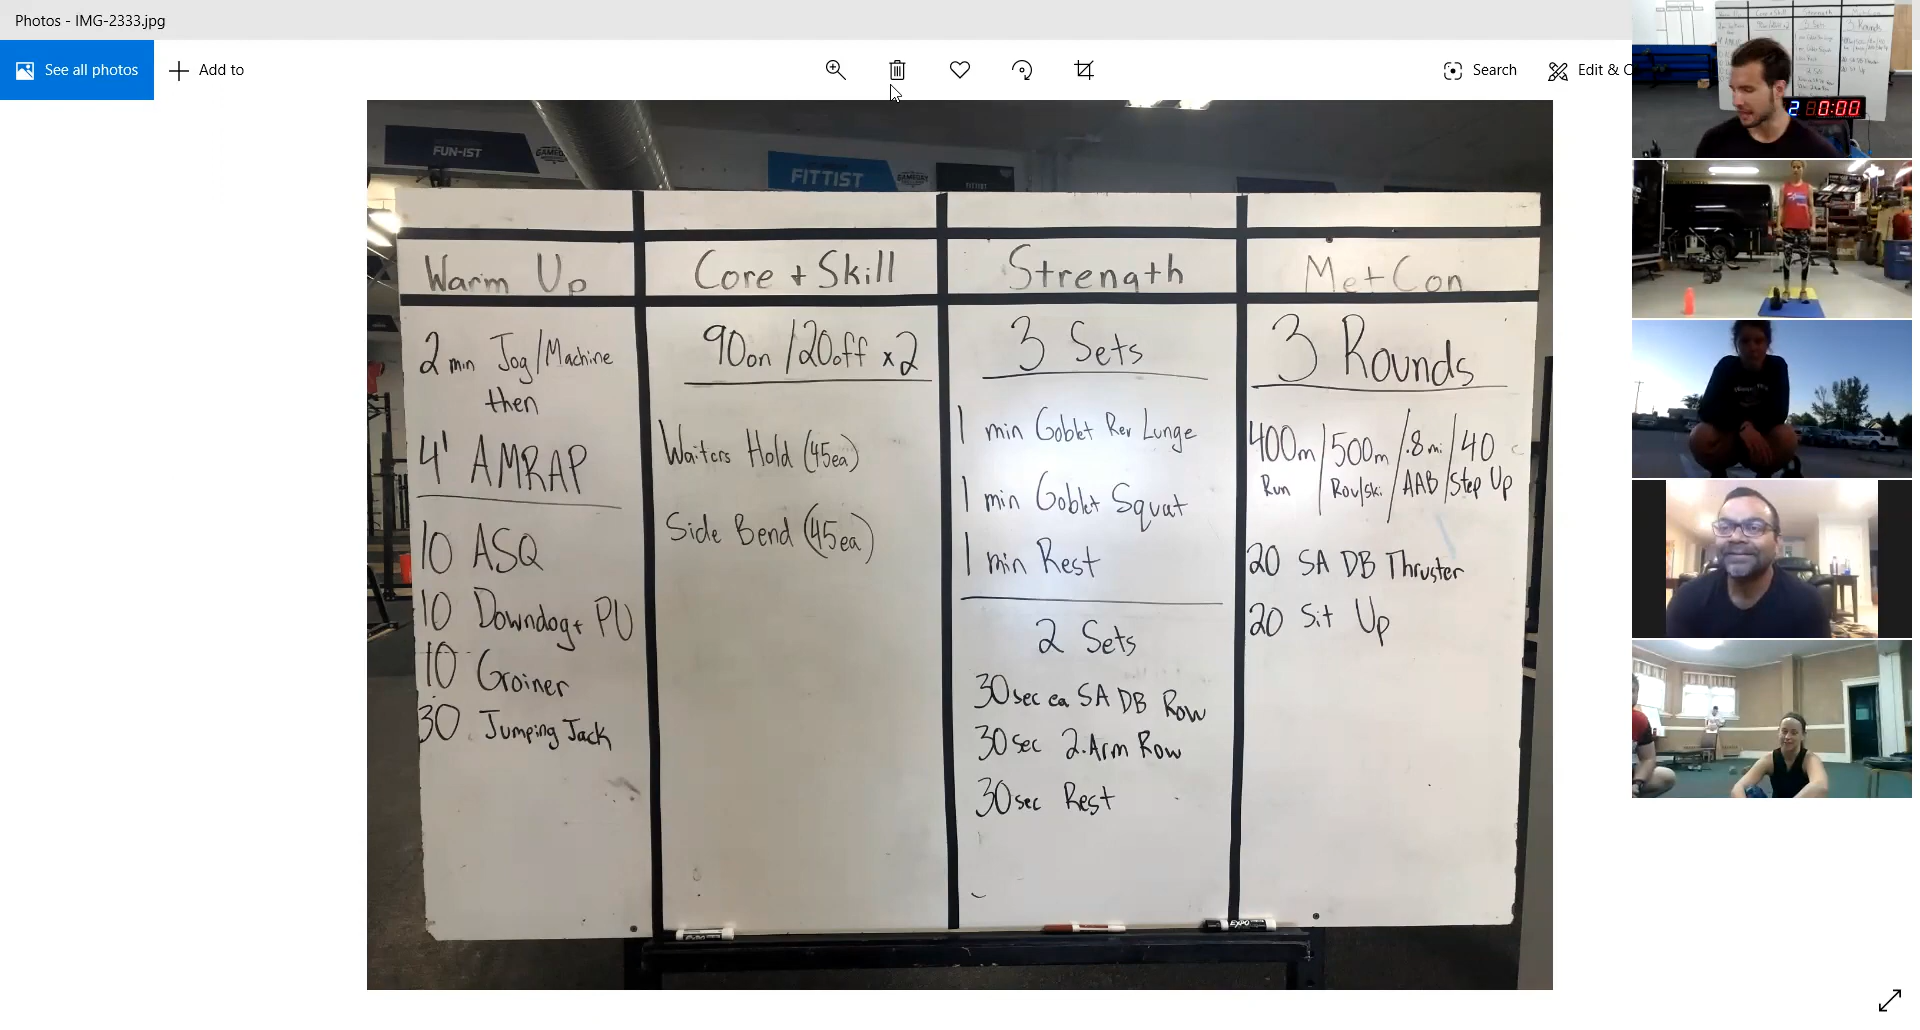 Photos - IMG-2333.jpg
See all photos
Add to
Search
Edit & C
FUN-IST
FITTIST
FITTIST
Warm Up
2 min Jog/Machine
then
4' AMRAP
10 ASQ
10 Downdog + PU
10 Groiner
30 Jumping Jack
Core + Skill
90on/20off x2
Waiters Hold (45ea)
Side Bend (45ea)
Strength
3 Sets
1 min Goblet Rev Lunge
1 min Goblet Squat
1 min Rest
2 Sets
30sec ea SA DB Row
30sec 2-Arm Row
30sec Rest
MetCon
3 Rounds
400m/500m/.8mi/40
Run Row/Ski AAB Step Up
20 SA DB Thruster
20 Sit Up
EXPO
2 0:00